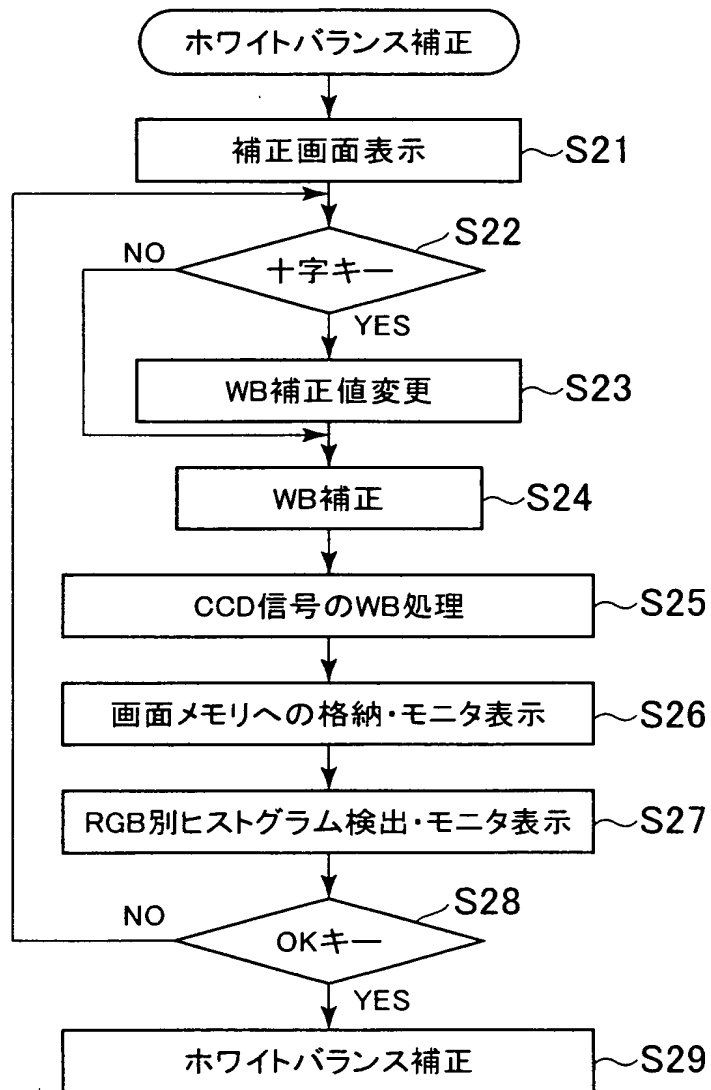 ホワイトバランス補正
補正画面表示 S21
S22
十字キー
NO
YES
WB補正値変更 S23
WB補正 S24
CCD信号のWB処理 S25
画面メモリへの格納・モニタ表示 S26
RGB別ヒストグラム検出・モニタ表示 S27
S28
NO
OKキー
YES
ホワイトバランス補正 S29